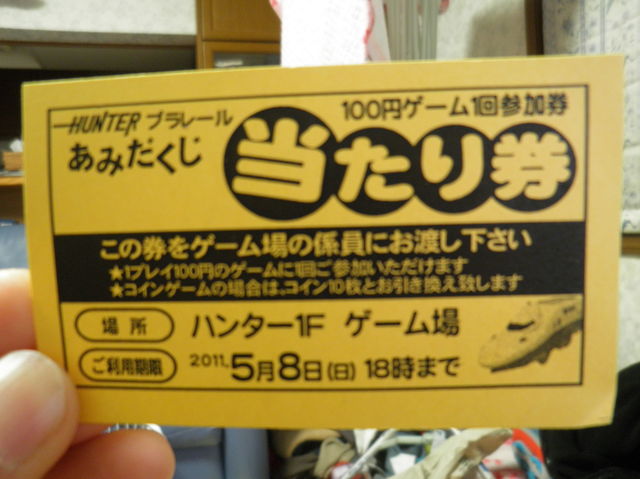 HUNTER プラレール
100円ゲーム1回参加券
あみだくじ
当たり券
この券をゲーム場の係員にお渡し下さい
★1プレイ100円のゲームに1回ご参加いただけます
★コインゲームの場合は、コイン10枚とお引き換え致します
場所 ハンター1F ゲーム場
ご利用期限 2011. 5月8日(日) 18時まで